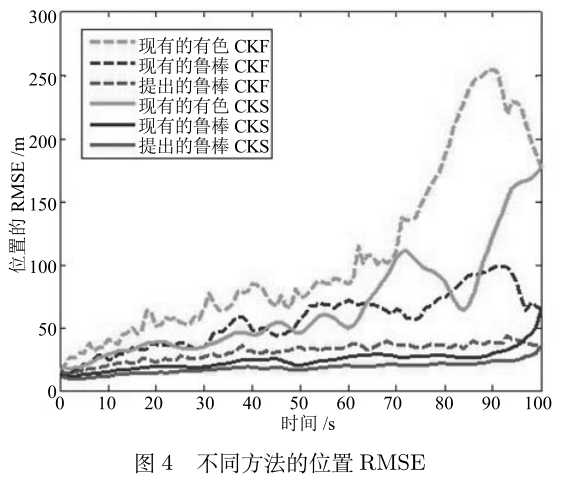 300
250
200
150
100
50
0
位置的 RMSE /m
现有的有色 CKF
现有的鲁棒 CKF
提出的鲁棒 CKF
现有的有色 CKS
现有的鲁棒 CKS
提出的鲁棒 CKS
0 10 20 30 40 50 60 70 80 90 100
时间 /s
图 4 不同方法的位置 RMSE